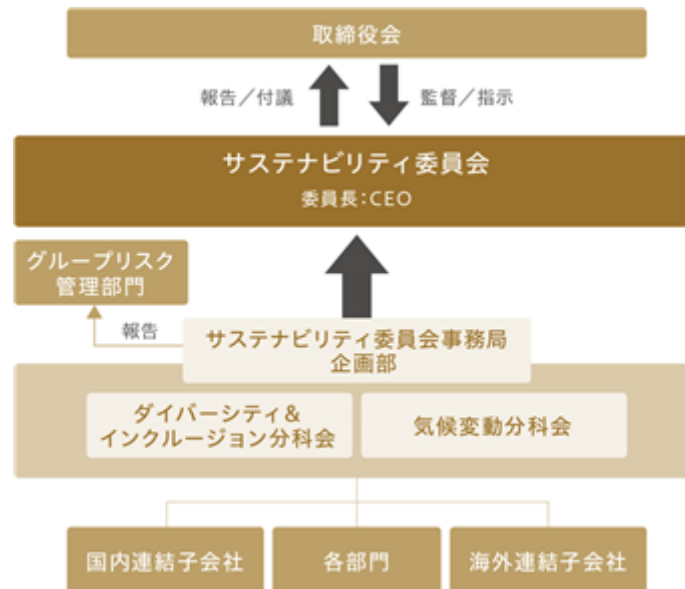 取締役会
報告／付議
監督／指示
サステナビリティ委員会
委員長：CEO
グループリスク
管理部門
報告
サステナビリティ委員会事務局
企画部
ダイバーシティ＆
インクルージョン分科会
気候変動分科会
国内連結子会社
各部門
海外連結子会社